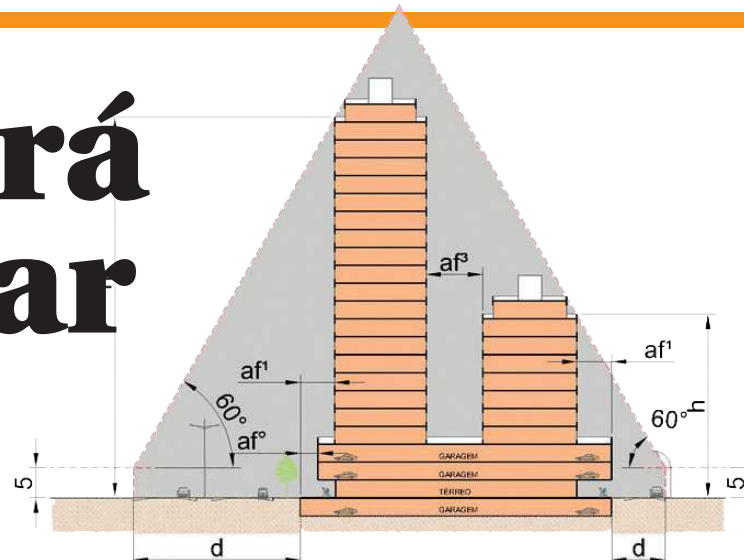 rá
ar
af³
af¹
af¹
60°
60°
h
af°
GARAGEM
GARAGEM
5
TÉRREO
5
GARAGEM
d
d